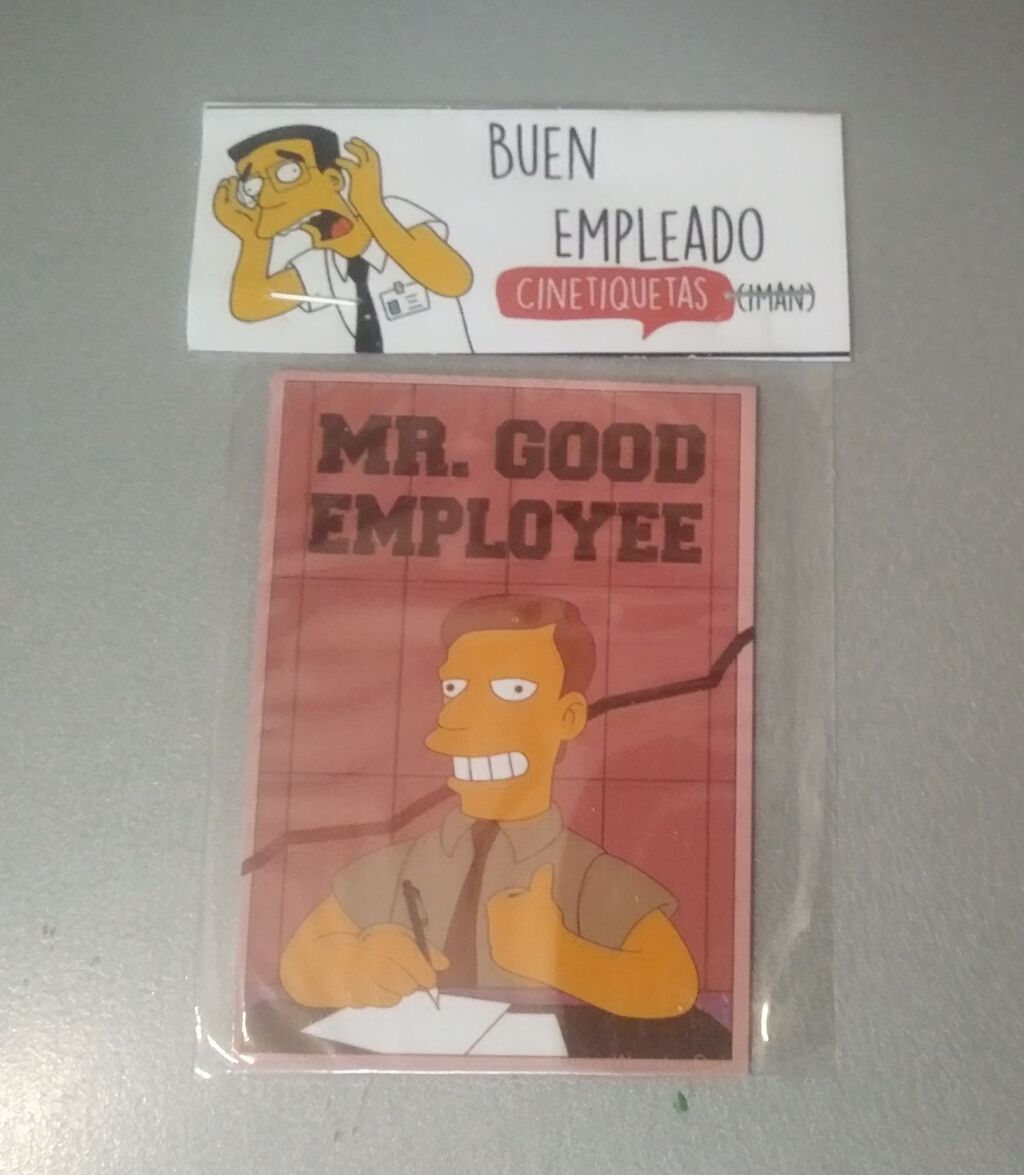 BUEN
EMPLEADO
CINETIQUETAS (IMAN)
MR. GOOD
EMPLOYEE